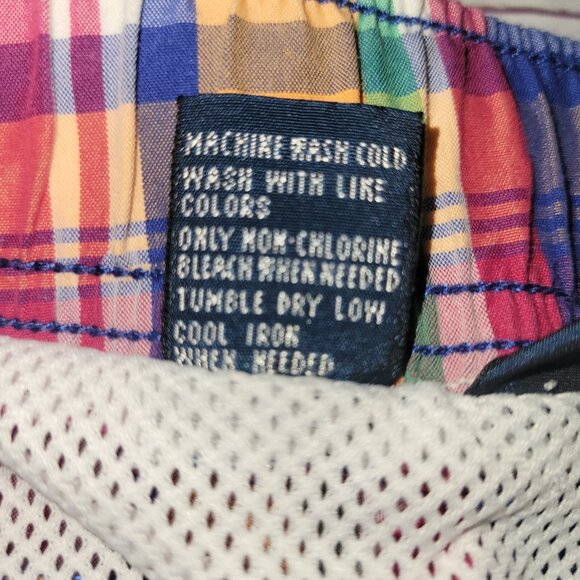 MACHINE WASH COLD
WASH WITH LIKE
COLORS
ONLY NON-CHLORINE
BLEACH WHEN NEEDED
TUMBLE DRY LOW
COOL IRON
WHEN NEEDED